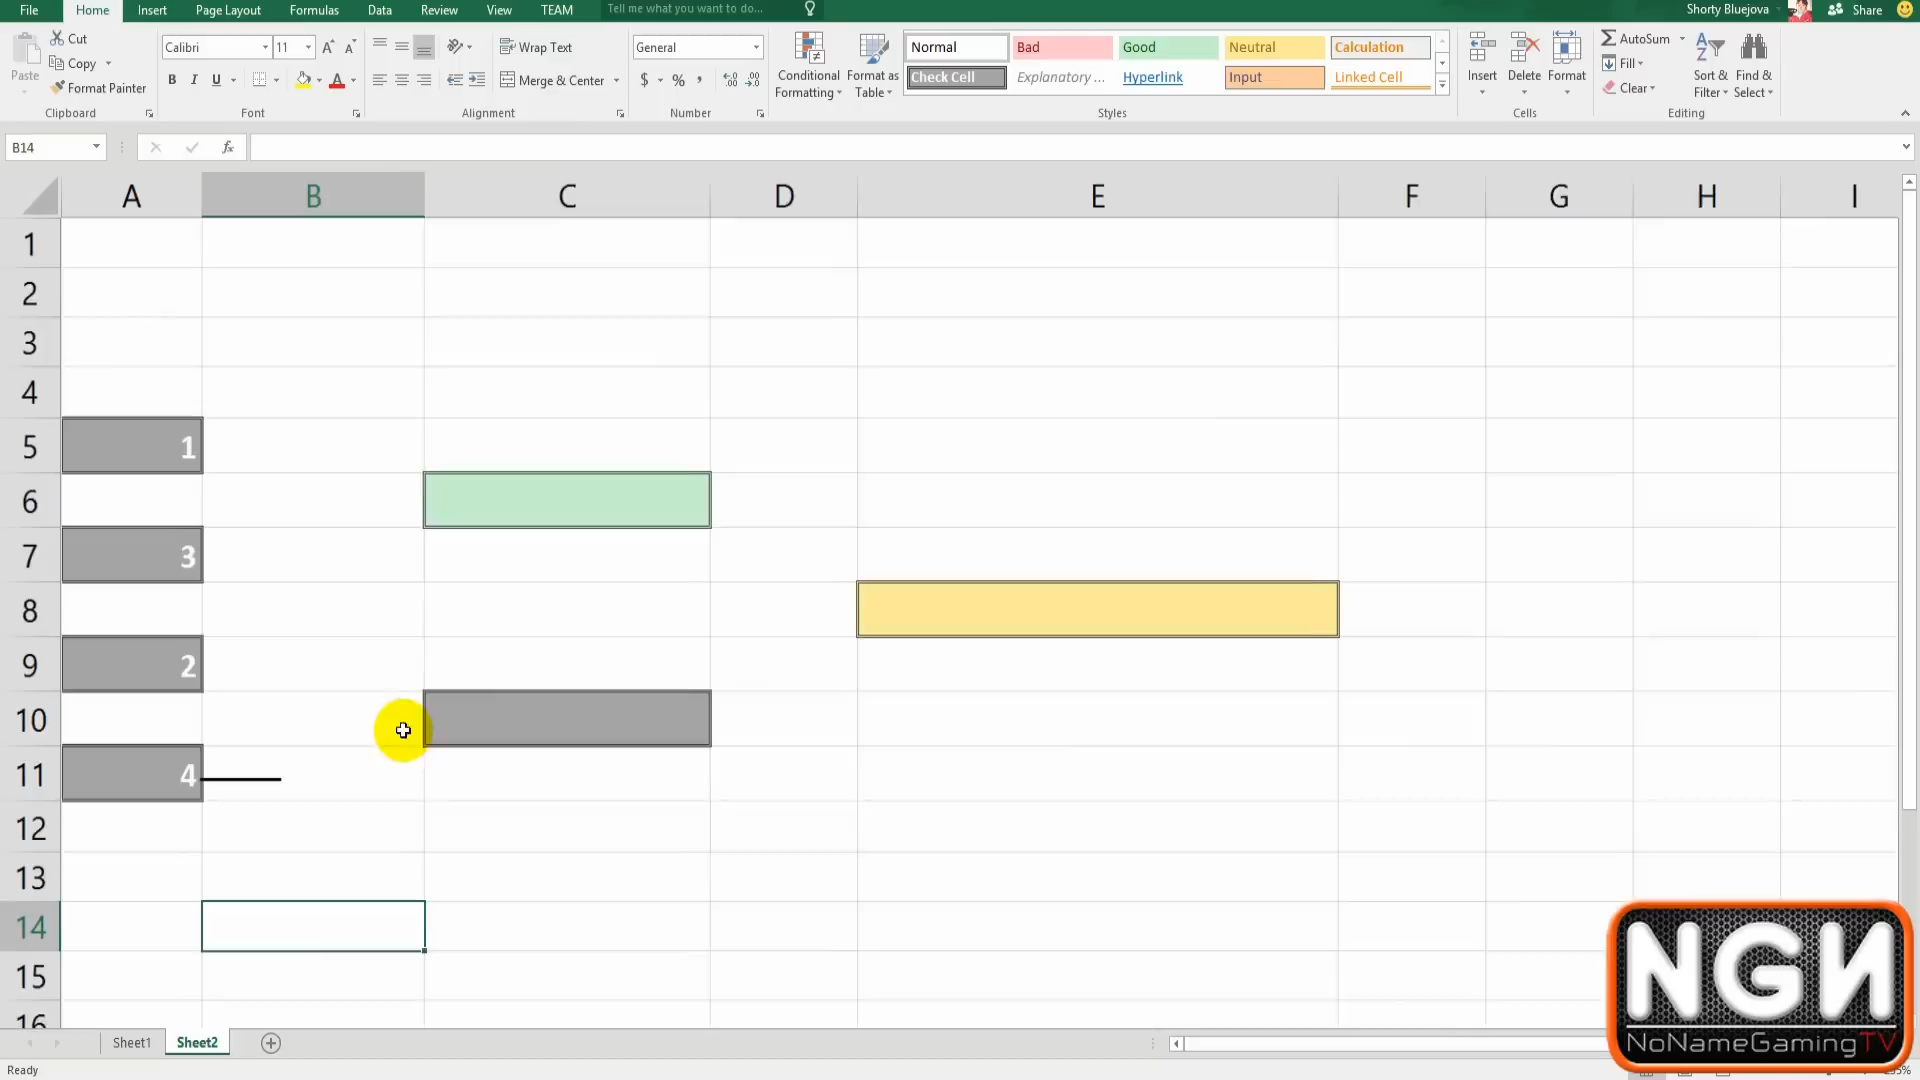 File Home Insert Page Layout Formulas Data Review View TEAM Tell me what you want to do... Shorty Bluejova Share
Paste Cut Copy Format Painter
Calibri 11
B I U
Wrap Text
Merge & Center
General
$ % ,
Conditional Formatting
Format as Table
Normal Bad Good Neutral Calculation
Check Cell Explanatory ... Hyperlink Input Linked Cell
Insert Delete Format
AutoSum
Fill
Clear
Sort & Filter
Find & Select
Clipboard Font Alignment Number Styles Cells Editing
B14 fx
A B C D E F G H I
1
2
3
4
5 1
6
7 3
8
9 2
10
11 4
12
13
14
15
16
NGN
NoNameGamingTV
Sheet1 Sheet2
Ready